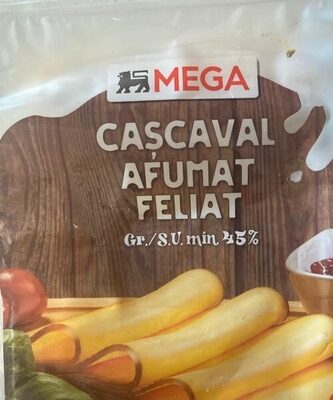 MEGA
CAȘCAVAL
AFUMAT
FELIAT
Gr./S.U. min 45%